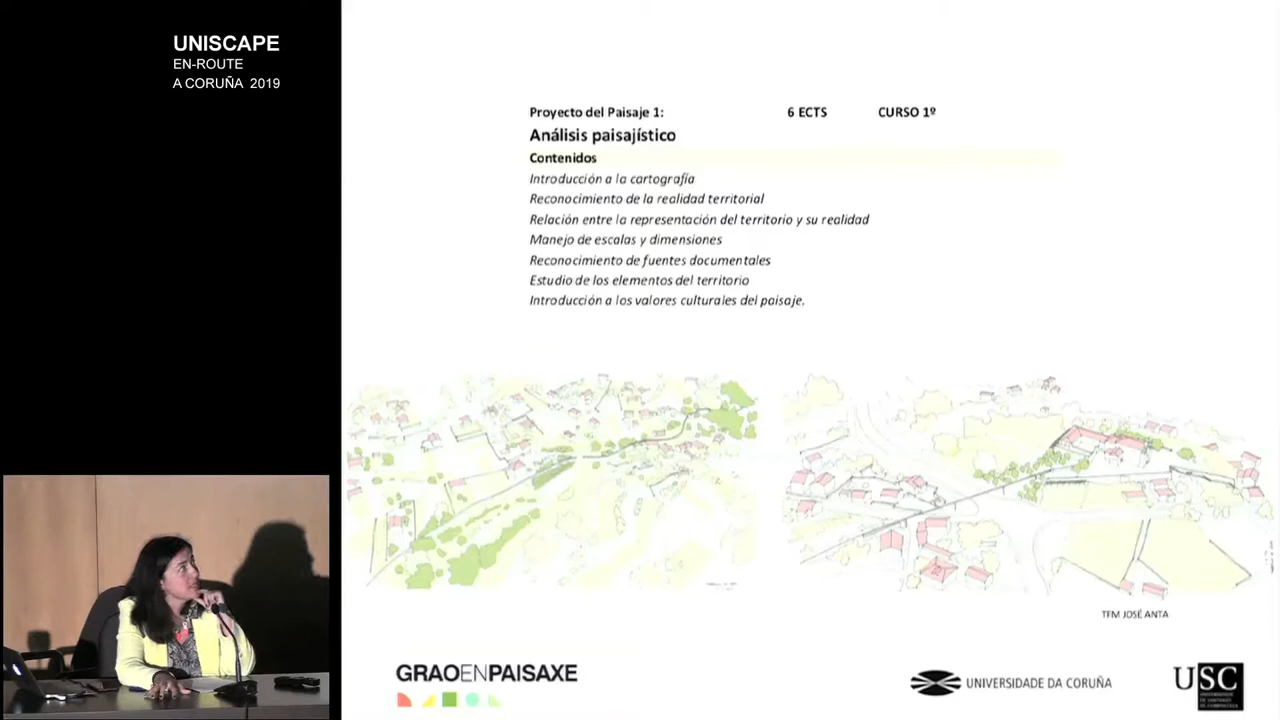 UNISCAPE
EN-ROUTE
A CORUÑA 2019
Proyecto del Paisaje 1: 6 ECTS CURSO 1º
Análisis paisajístico
Contenidos
Introducción a la cartografía
Reconocimiento de la realidad territorial
Relación entre la representación del territorio y su realidad
Manejo de escalas y dimensiones
Reconocimiento de fuentes documentales
Estudio de los elementos del territorio
Introducción a los valores culturales del paisaje.
TFM JOSÉ ANTA
GRAOENPAISAXE
UNIVERSIDADE DA CORUÑA
USC